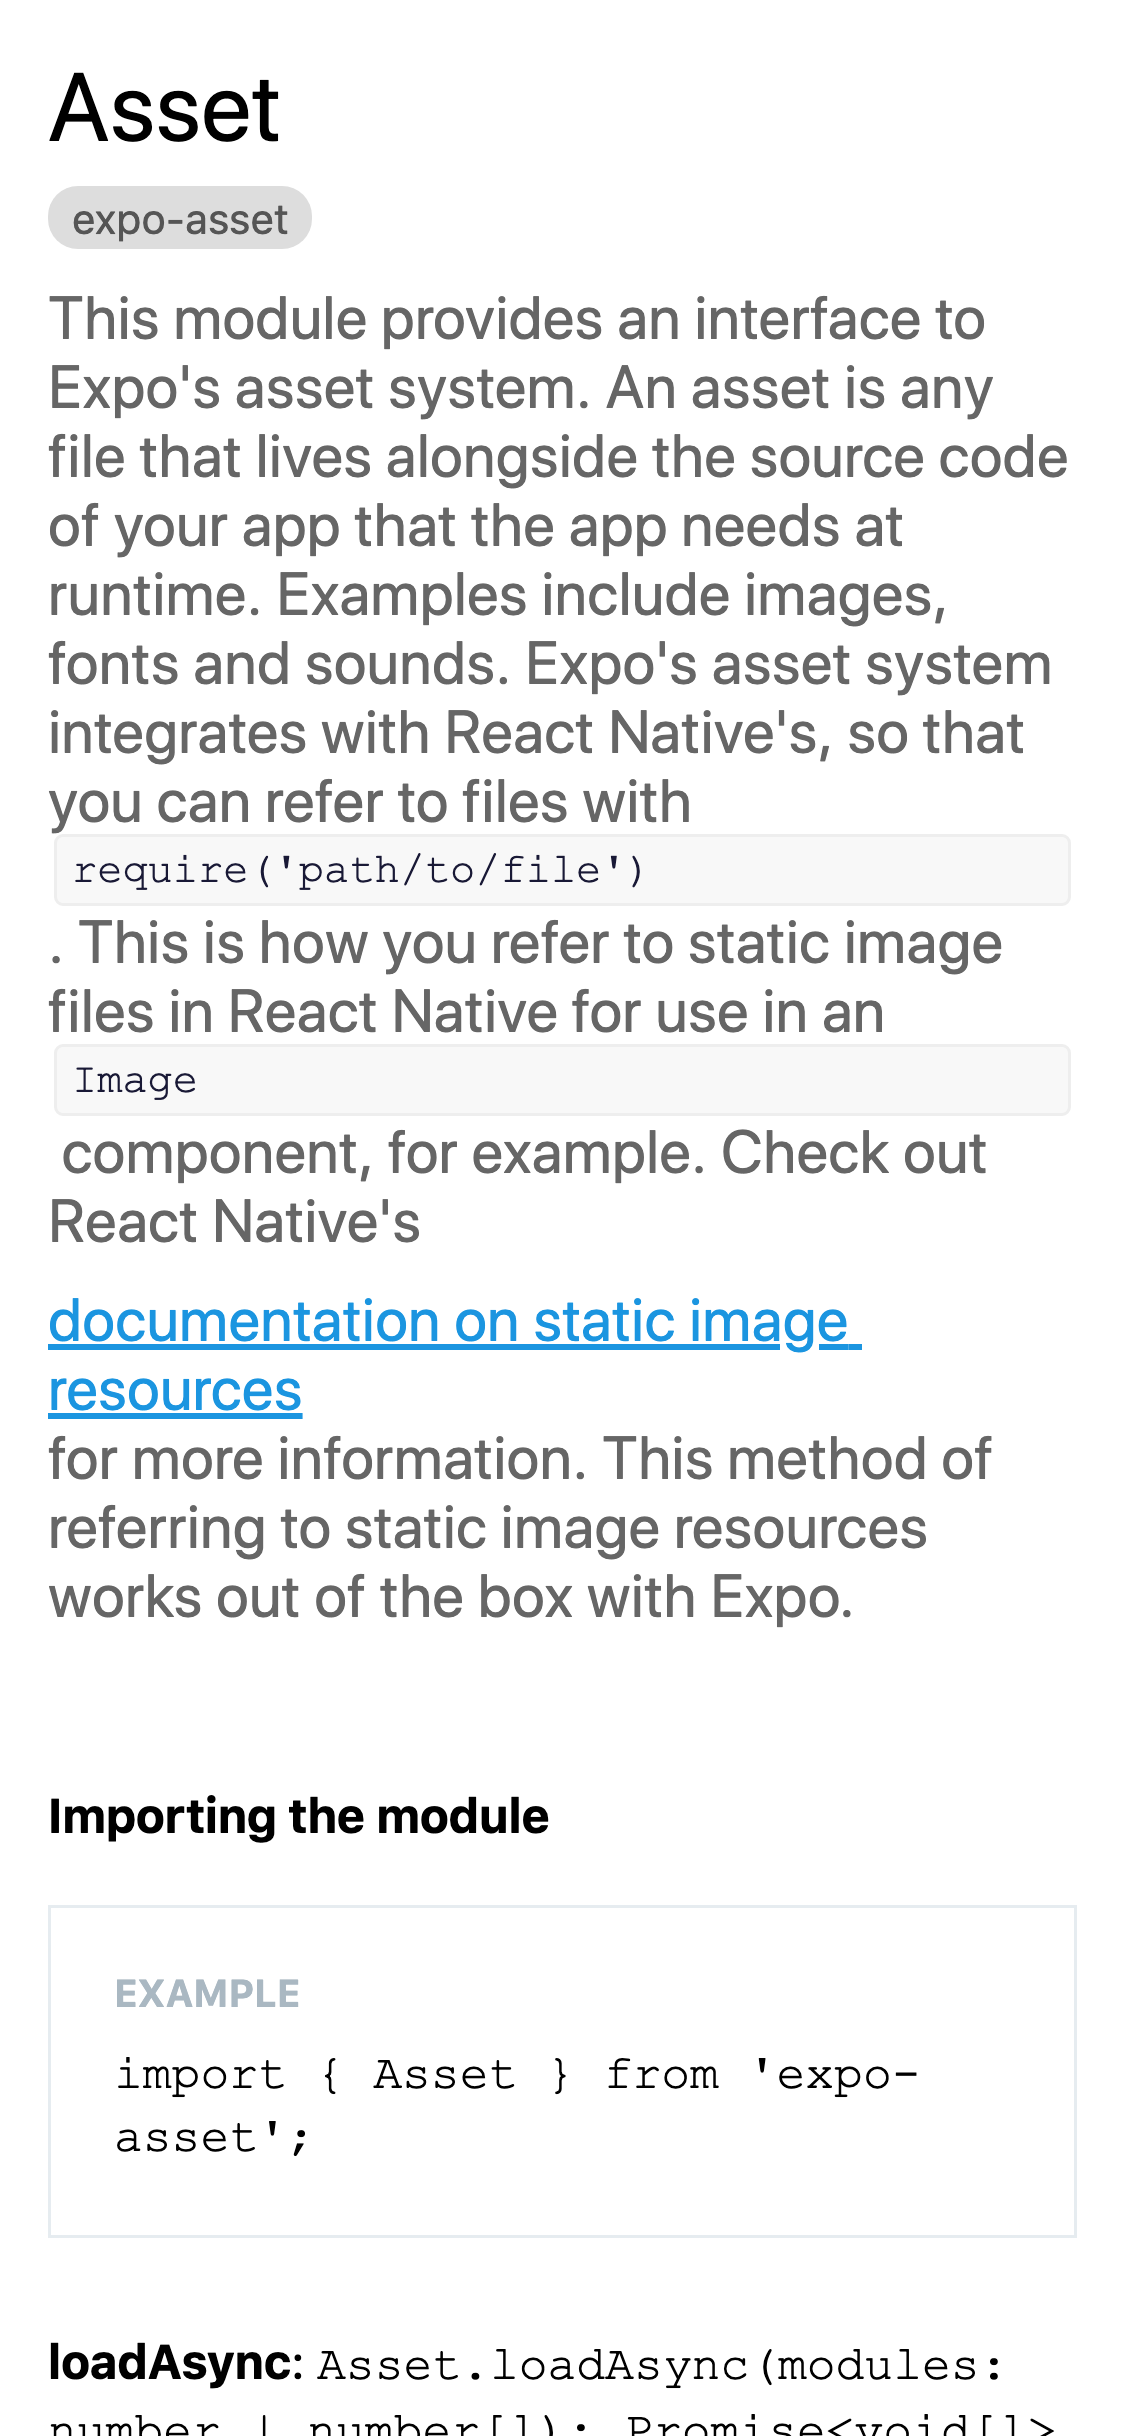 Asset
expo-asset
This module provides an interface to
Expo's asset system. An asset is any
file that lives alongside the source code
of your app that the app needs at
runtime. Examples include images,
fonts and sounds. Expo's asset system
integrates with React Native's, so that
you can refer to files with
require('path/to/file')
. This is how you refer to static image
files in React Native for use in an
Image
component, for example. Check out
React Native's
documentation on static image
resources
for more information. This method of
referring to static image resources
works out of the box with Expo.
Importing the module
EXAMPLE
import { Asset } from 'expo-
asset';
loadAsync: Asset.loadAsync(modules:
number | number[]): Promise<void[]>